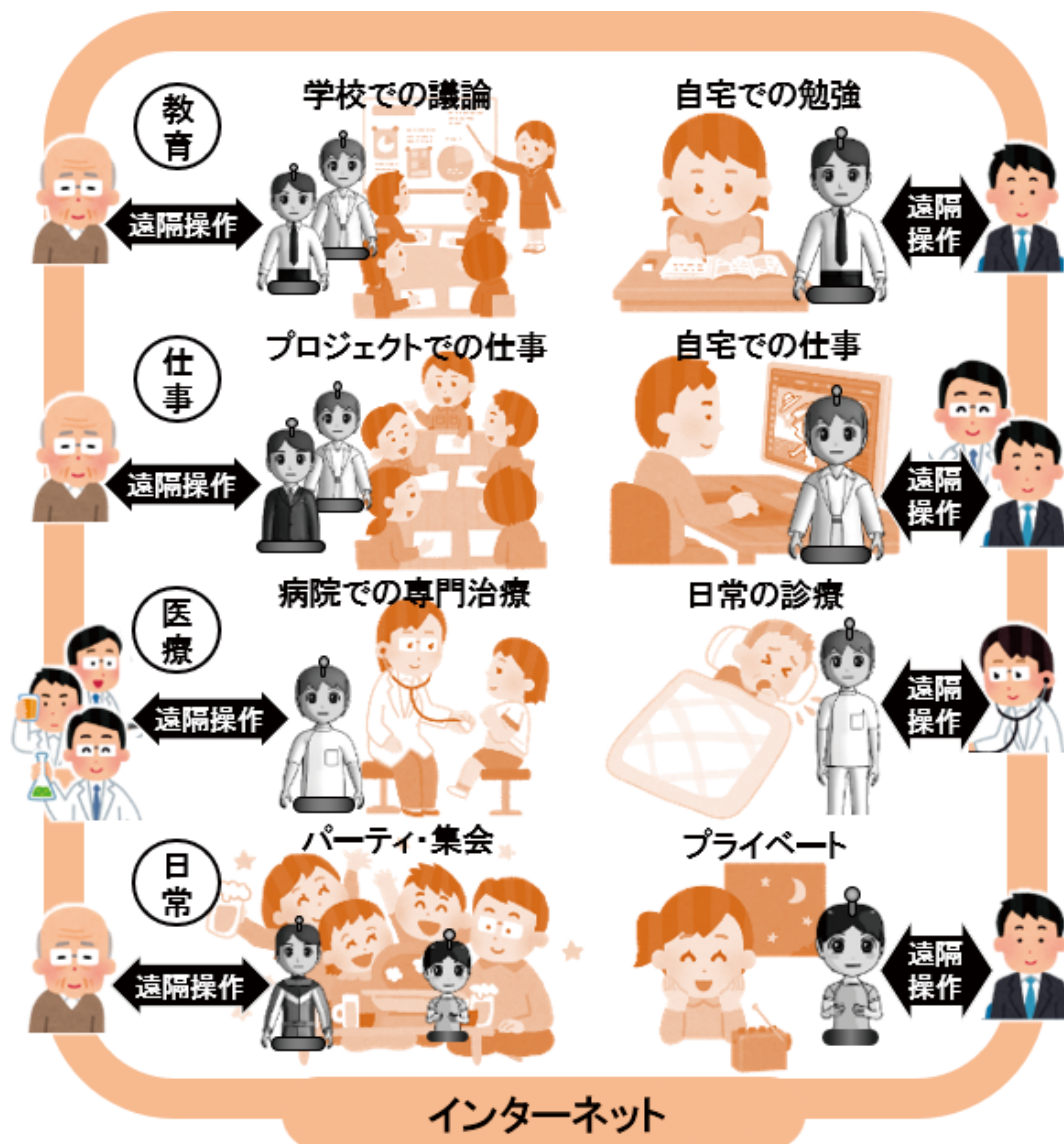 教育
学校での議論
自宅での勉強
遠隔操作
遠隔
操作
仕事
プロジェクトでの仕事
自宅での仕事
遠隔操作
遠隔
操作
医療
病院での専門治療
日常の診療
遠隔操作
遠隔
操作
日常
パーティ・集会
プライベート
遠隔操作
遠隔
操作
インターネット